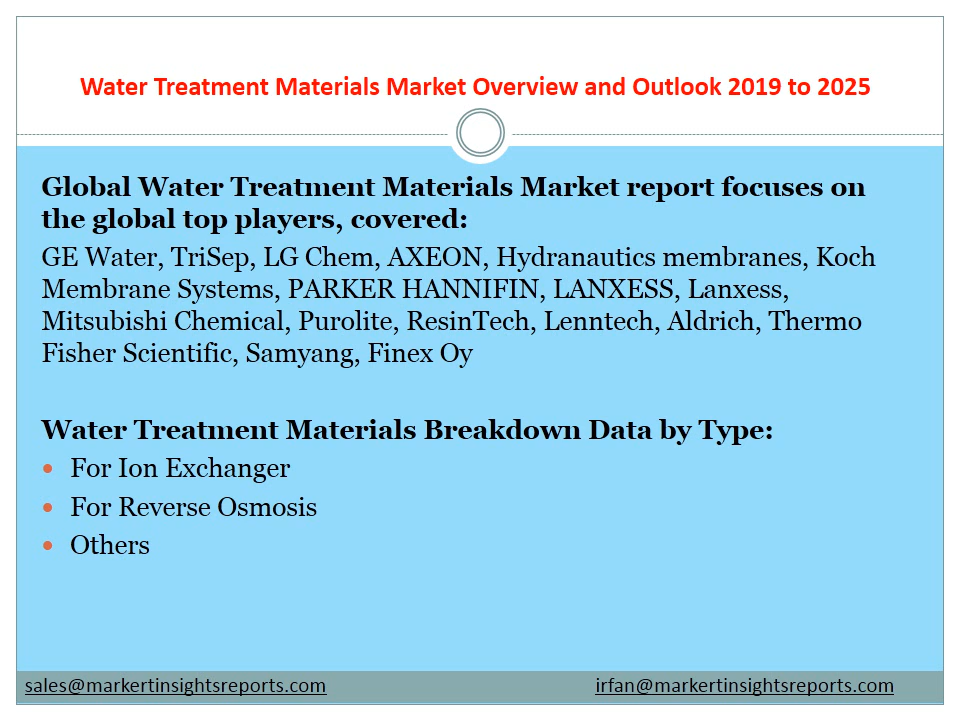 Water Treatment Materials Market Overview and Outlook 2019 to 2025
Global Water Treatment Materials Market report focuses on
the global top players, covered:
GE Water, TriSep, LG Chem, AXEON, Hydranautics membranes, Koch
Membrane Systems, PARKER HANNIFIN, LANXESS, Lanxess,
Mitsubishi Chemical, Purolite, ResinTech, Lenntech, Aldrich, Thermo
Fisher Scientific, Samyang, Finex Oy
Water Treatment Materials Breakdown Data by Type:
• For Ion Exchanger
• For Reverse Osmosis
• Others
sales@markertinsightsreports.com irfan@markertinsightsreports.com